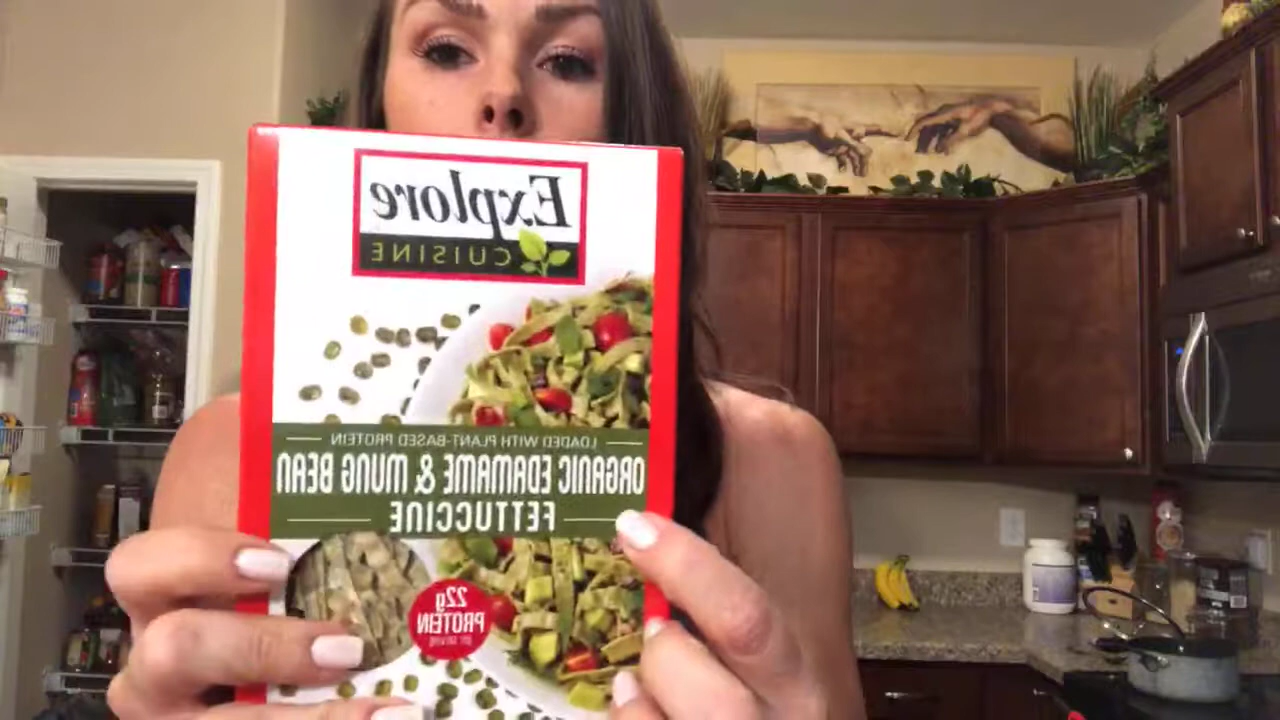 Explore
CUISINE
LOADED WITH PLANT-BASED PROTEIN
ORGANIC EDAMAME & MUNG BEAN
FETTUCCINE
22g
PROTEIN